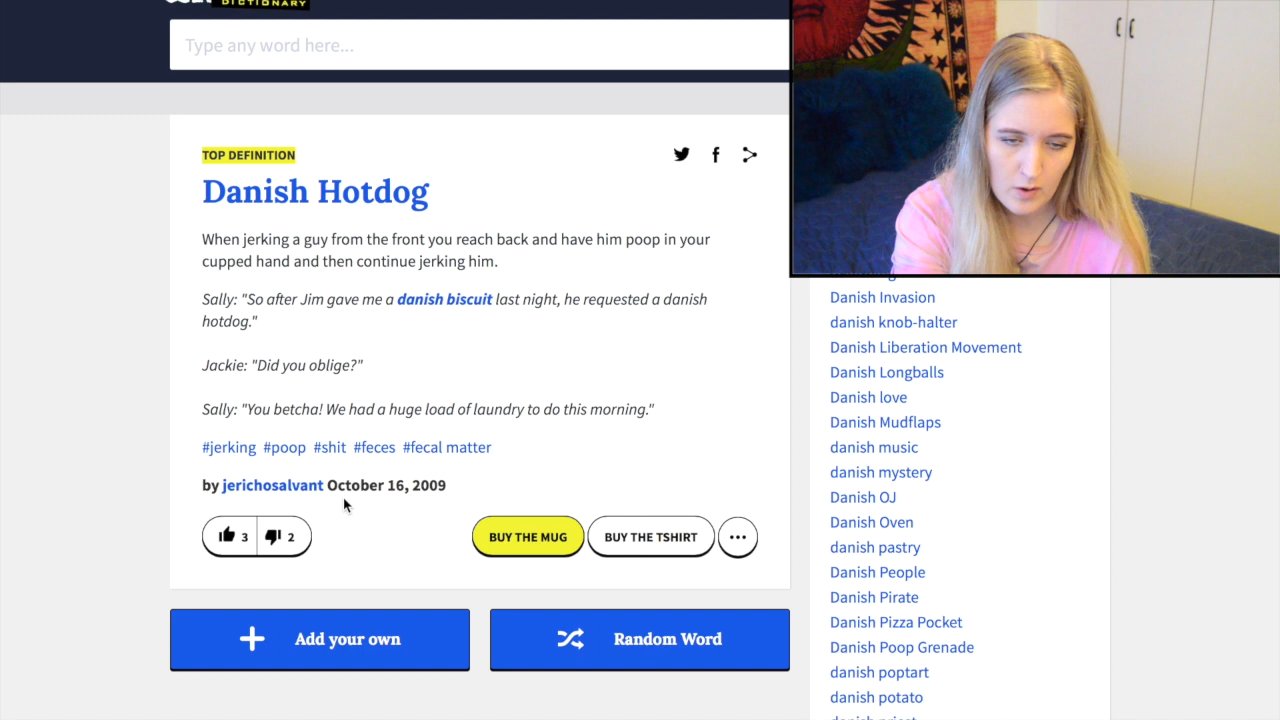 DICTIONARY
Type any word here...
TOP DEFINITION
Danish Hotdog
When jerking a guy from the front you reach back and have him poop in your
cupped hand and then continue jerking him.
Sally: "So after Jim gave me a danish biscuit last night, he requested a danish
hotdog."
Jackie: "Did you oblige?"
Sally: "You betcha! We had a huge load of laundry to do this morning."
#jerking #poop #shit #feces #fecal matter
by jerichosalvant October 16, 2009
3 2
BUY THE MUG BUY THE TSHIRT
Add your own Random Word
Danish Invasion
danish knob-halter
Danish Liberation Movement
Danish Longballs
Danish love
Danish Mudflaps
danish music
danish mystery
Danish OJ
Danish Oven
danish pastry
Danish People
Danish Pirate
Danish Pizza Pocket
Danish Poop Grenade
danish poptart
danish potato